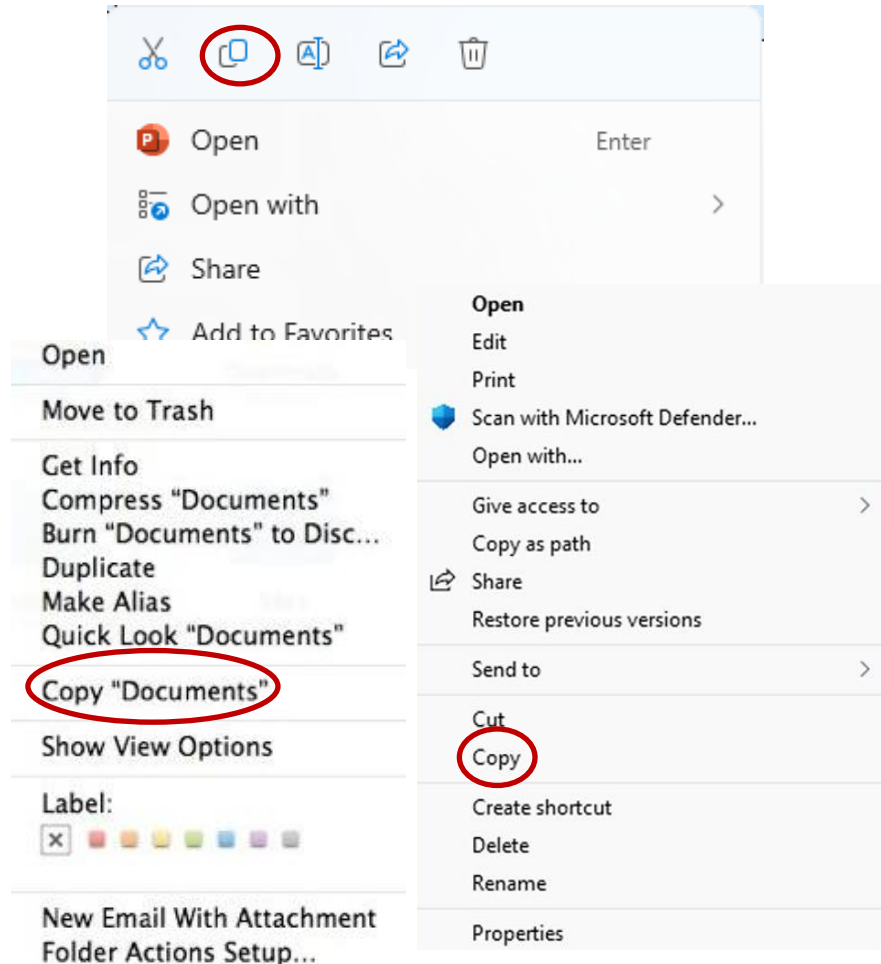 Open Enter
Open with
Share
Add to Favorites
Open
Move to Trash
Get Info
Compress “Documents”
Burn “Documents” to Disc...
Duplicate
Make Alias
Quick Look “Documents”
Copy “Documents”
Show View Options
Label:
New Email With Attachment
Folder Actions Setup...
Open
Edit
Print
Scan with Microsoft Defender...
Open with...
Give access to
Copy as path
Share
Restore previous versions
Send to
Cut
Copy
Create shortcut
Delete
Rename
Properties